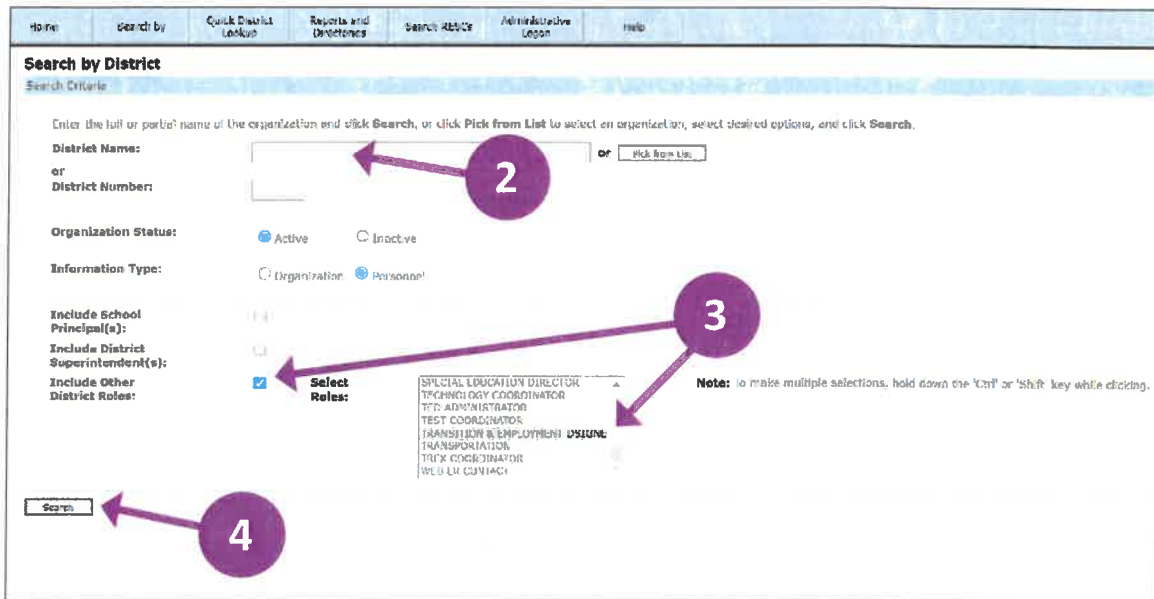 Home Search by Quick District Lookup Reports and Directories Search RESCs Administrative Logon Help
Search by District
Search Criteria
Enter the full or partial name of the organization and click Search, or click Pick from List to select an organization, select desired options, and click Search.
District Name: or Pick from List
or
District Number:
2
Organization Status: Active Inactive
Information Type: Organization Personnel
Include School Principal(s):
3
Include District Superintendent(s):
Include Other District Roles: Select Roles:
SPECIAL EDUCATION DIRECTOR
TECHNOLOGY COORDINATOR
TED ADMINISTRATOR
TEST COORDINATOR
TRANSITION & EMPLOYMENT DSIGNE
TRANSPORTATION
TREX COORDINATOR
WEB ER CONTACT
Note: To make multiple selections, hold down the 'Ctrl' or 'Shift' key while clicking.
Search
4